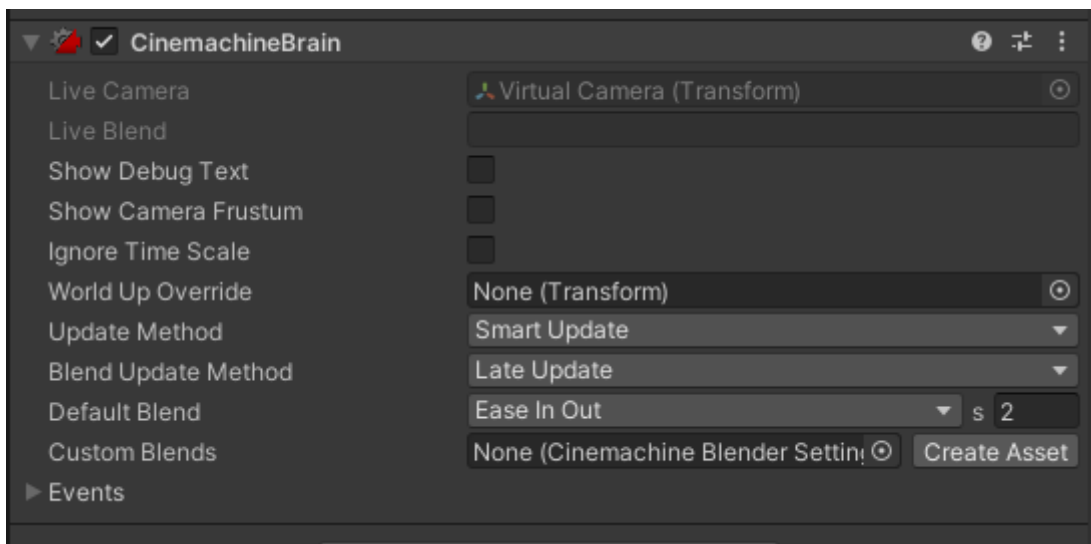 CinemachineBrain
Live Camera Virtual Camera (Transform)
Live Blend
Show Debug Text
Show Camera Frustum
Ignore Time Scale
World Up Override None (Transform)
Update Method Smart Update
Blend Update Method Late Update
Default Blend Ease In Out s 2
Custom Blends None (Cinemachine Blender Settin Create Asset
Events